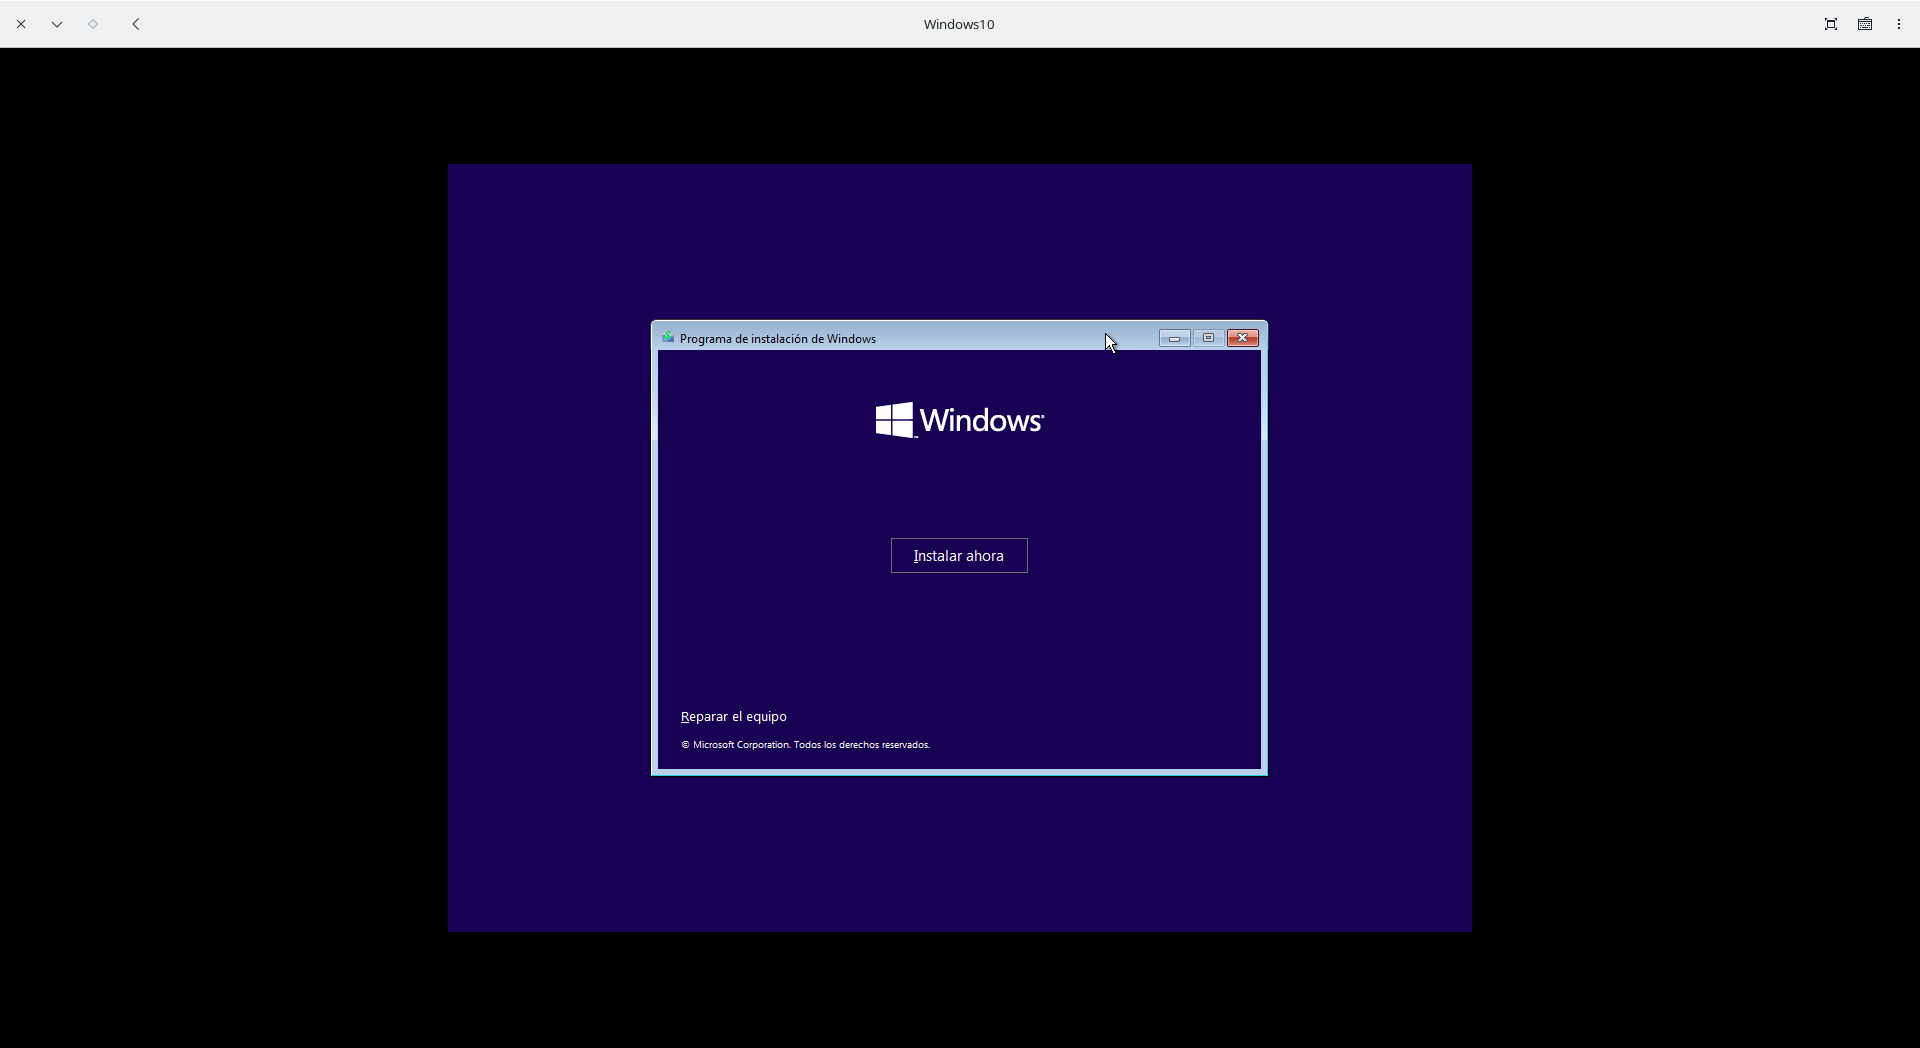 Windows10
Programa de instalación de Windows
Windows
Instalar ahora
Reparar el equipo
© Microsoft Corporation. Todos los derechos reservados.